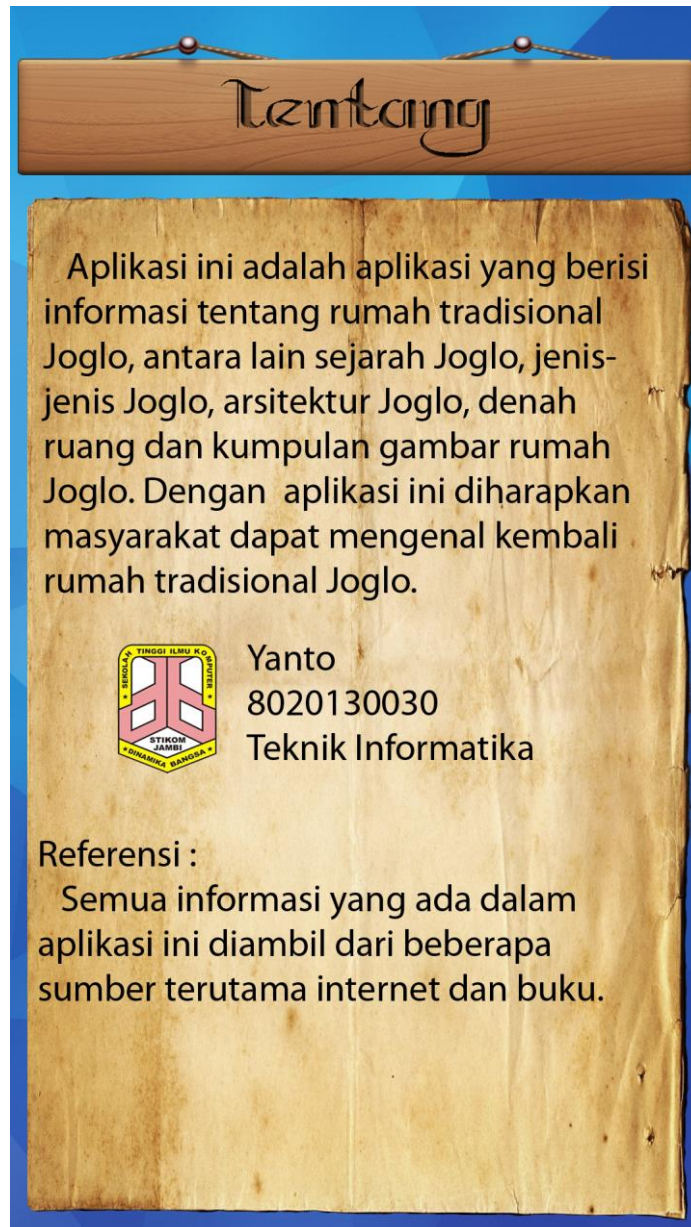 Tentang
Aplikasi ini adalah aplikasi yang berisi
informasi tentang rumah tradisional
Joglo, antara lain sejarah Joglo, jenis-
jenis Joglo, arsitektur Joglo, denah
ruang dan kumpulan gambar rumah
Joglo. Dengan  aplikasi ini diharapkan
masyarakat dapat mengenal kembali
rumah tradisional Joglo.
SEKOLAH TINGGI ILMU KOMPUTER
STIKOM
JAMBI
DINAMIKA BANGSA
Yanto
8020130030
Teknik Informatika
Referensi :
Semua informasi yang ada dalam
aplikasi ini diambil dari beberapa
sumber terutama internet dan buku.